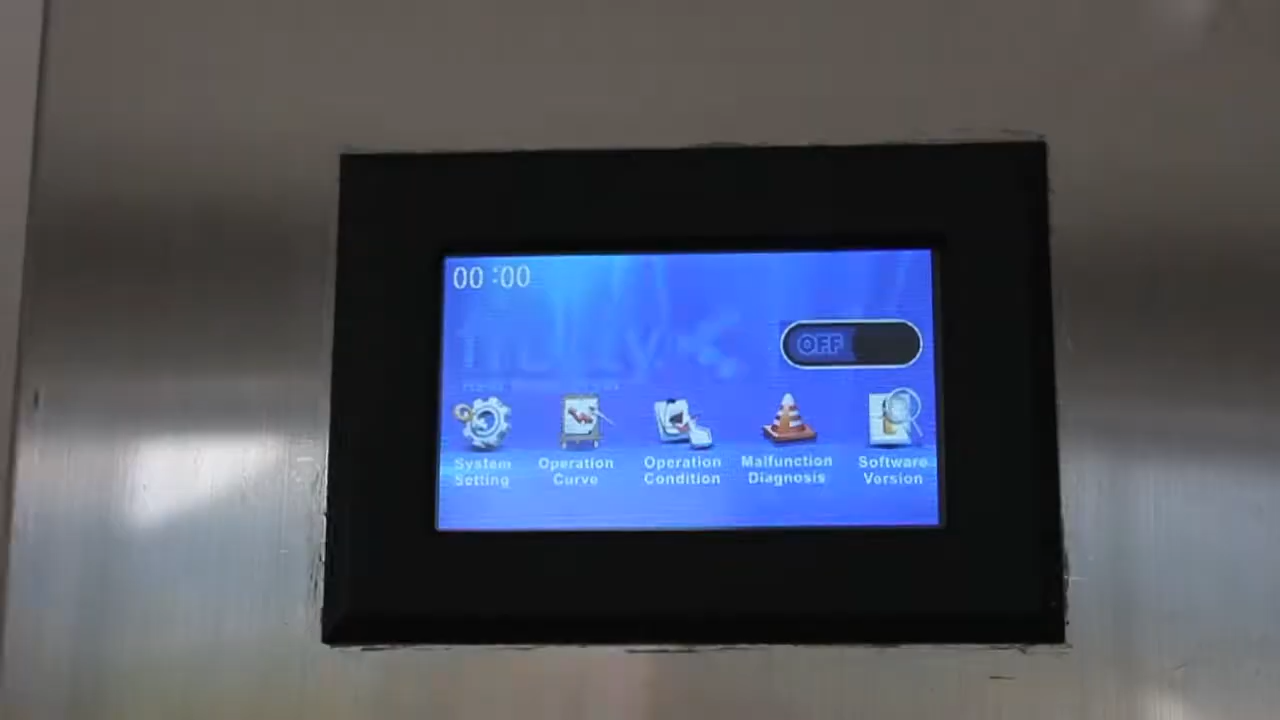 00:00
OFF
System Setting
Operation Curve
Operation Condition
Malfunction Diagnosis
Software Version